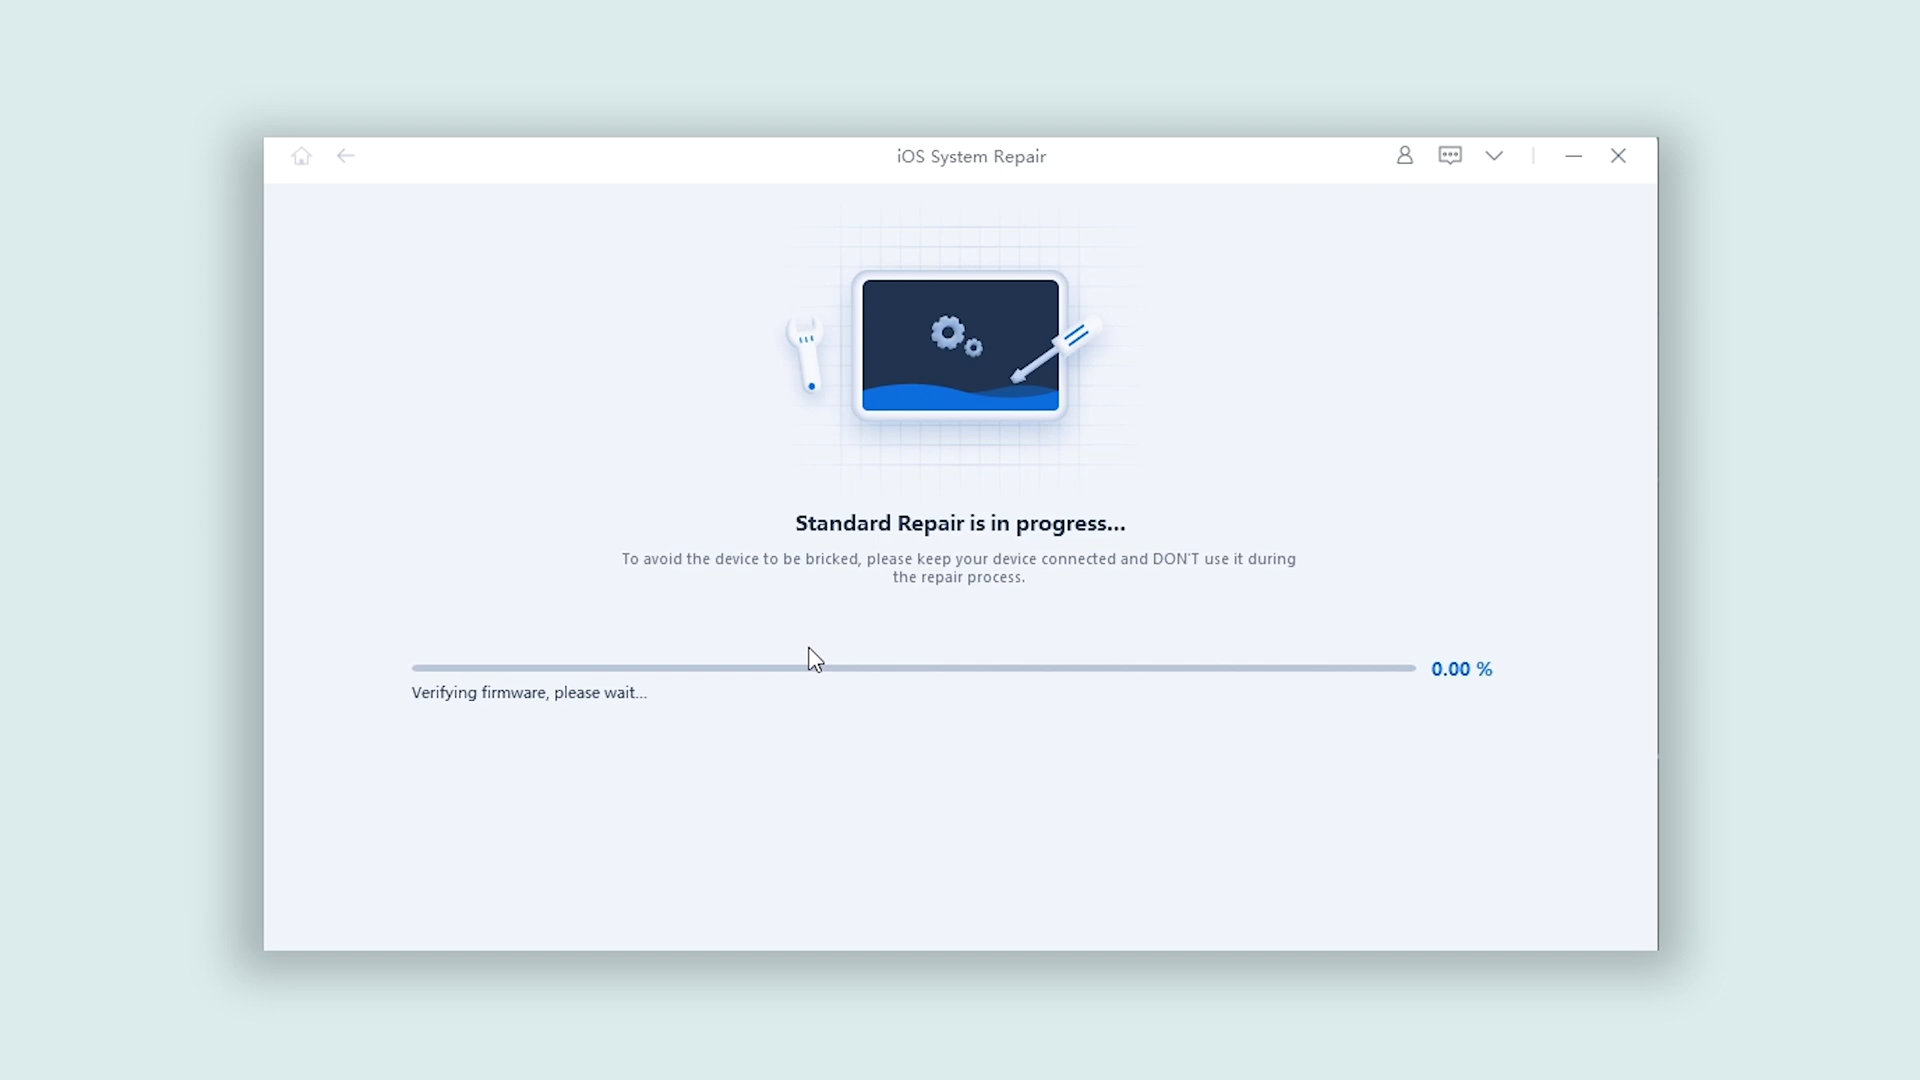 iOS System Repair
Standard Repair is in progress...
To avoid the device to be bricked, please keep your device connected and DON'T use it during
the repair process.
0.00 %
Verifying firmware, please wait...